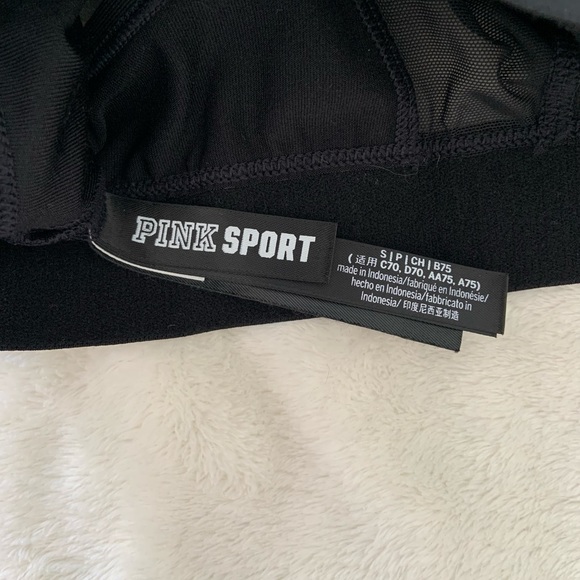 PINK SPORT
S | P | CH | B75
(适用 C70, D70, AA75, A75)
made in Indonesia/fabriqué en Indonésie/
hecho en Indonesia/fabbricato in
Indonesia/ 印度尼西亚制造